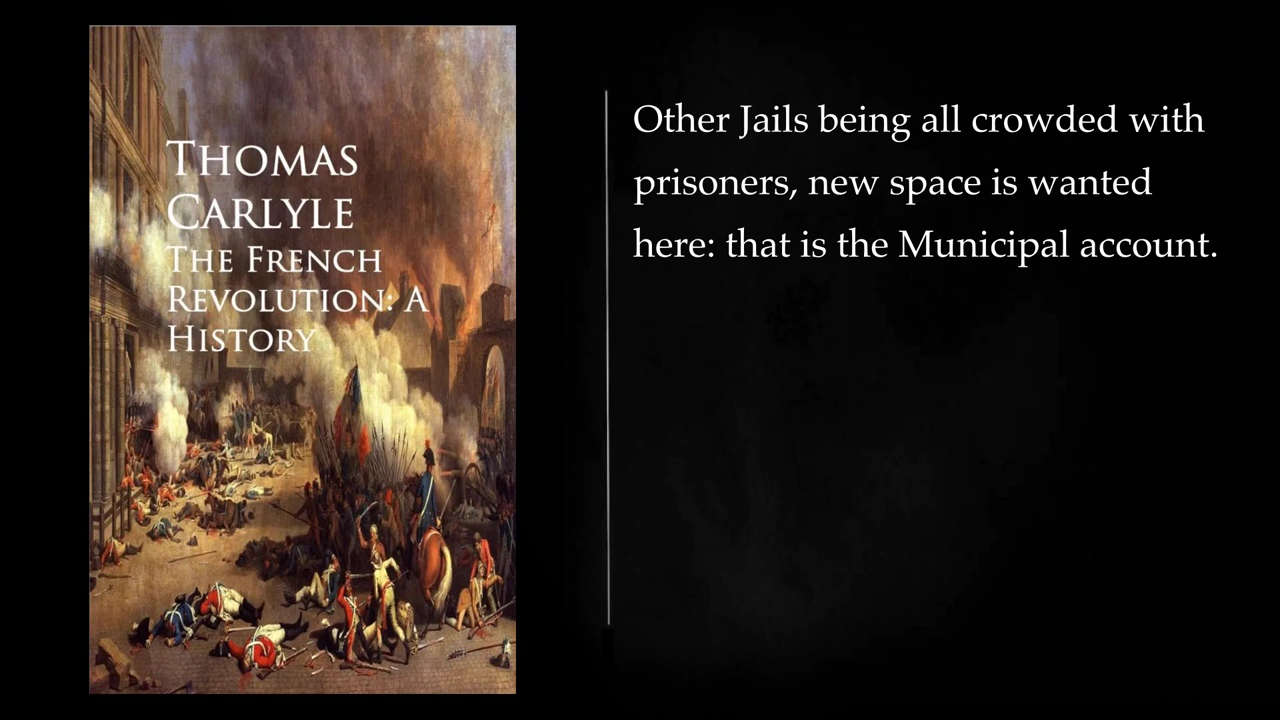 THOMAS
CARLYLE
THE FRENCH
REVOLUTION: A
HISTORY
Other Jails being all crowded with
prisoners, new space is wanted
here: that is the Municipal account.